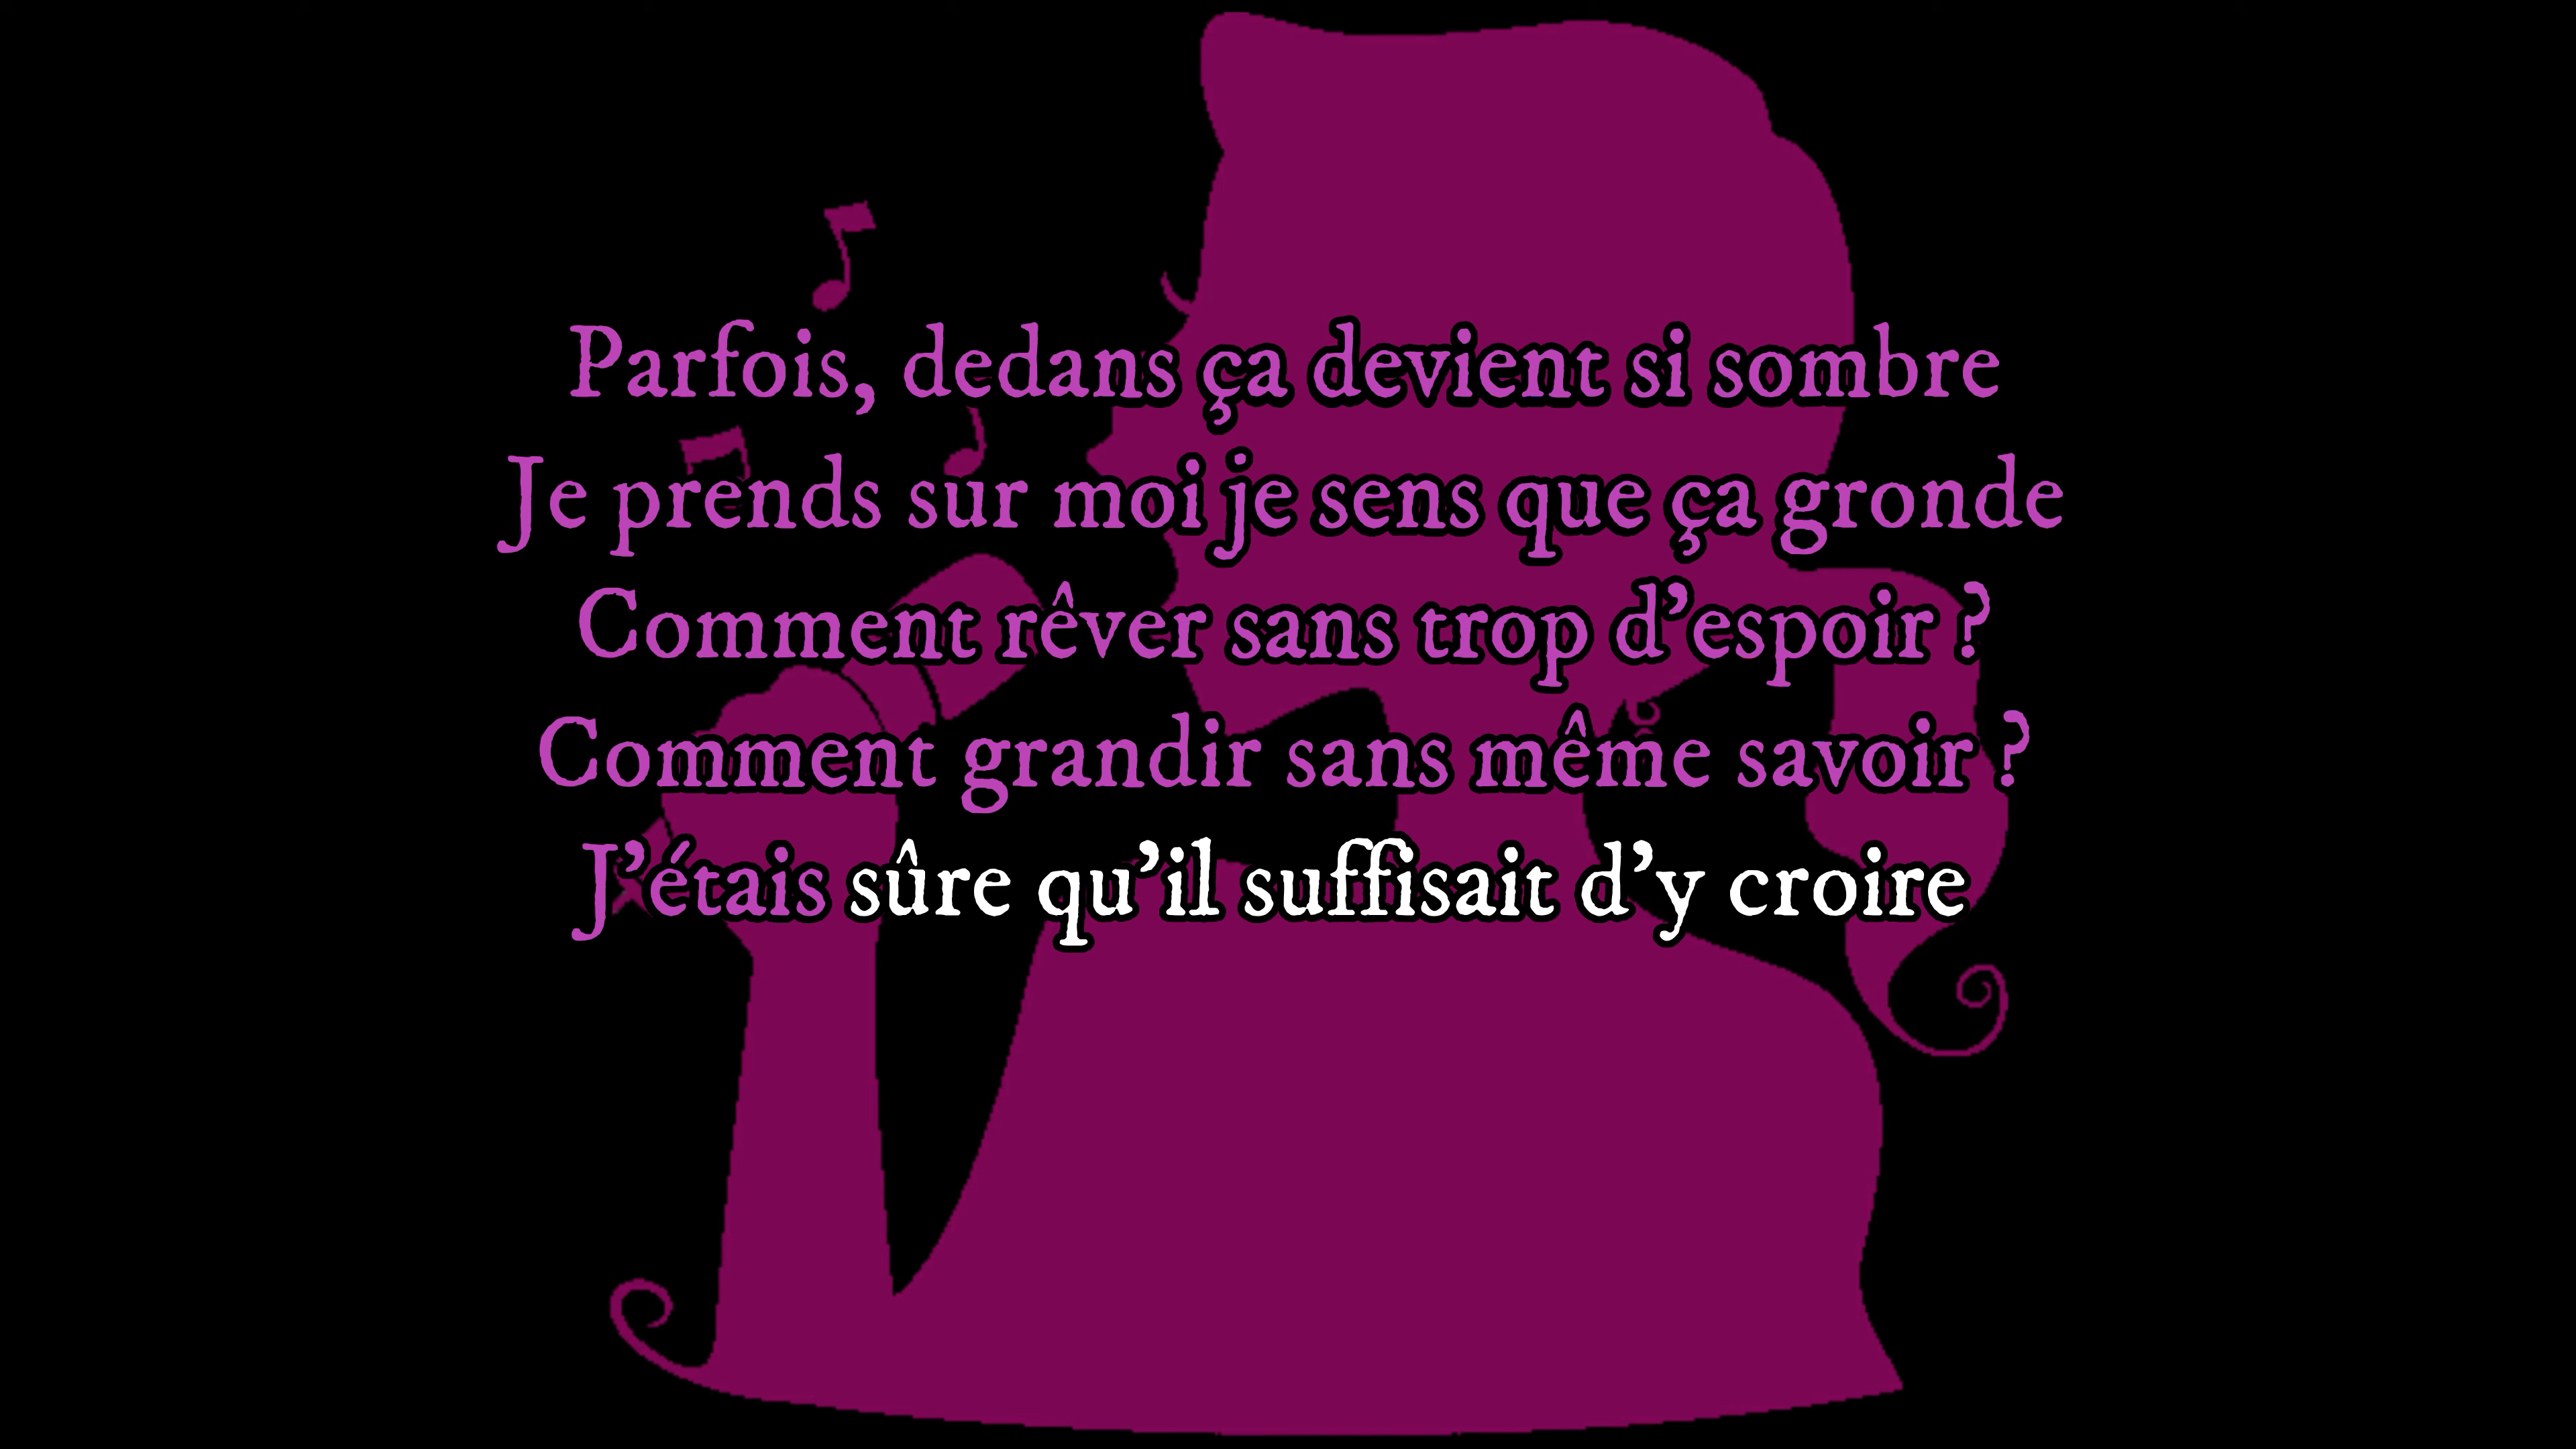 Parfois, dedans ça devient si sombre
Je prends sur moi je sens que ça gronde
Comment rêver sans trop d’espoir ?
Comment grandir sans même savoir ?
J’étais sûre qu’il suffisait d’y croire